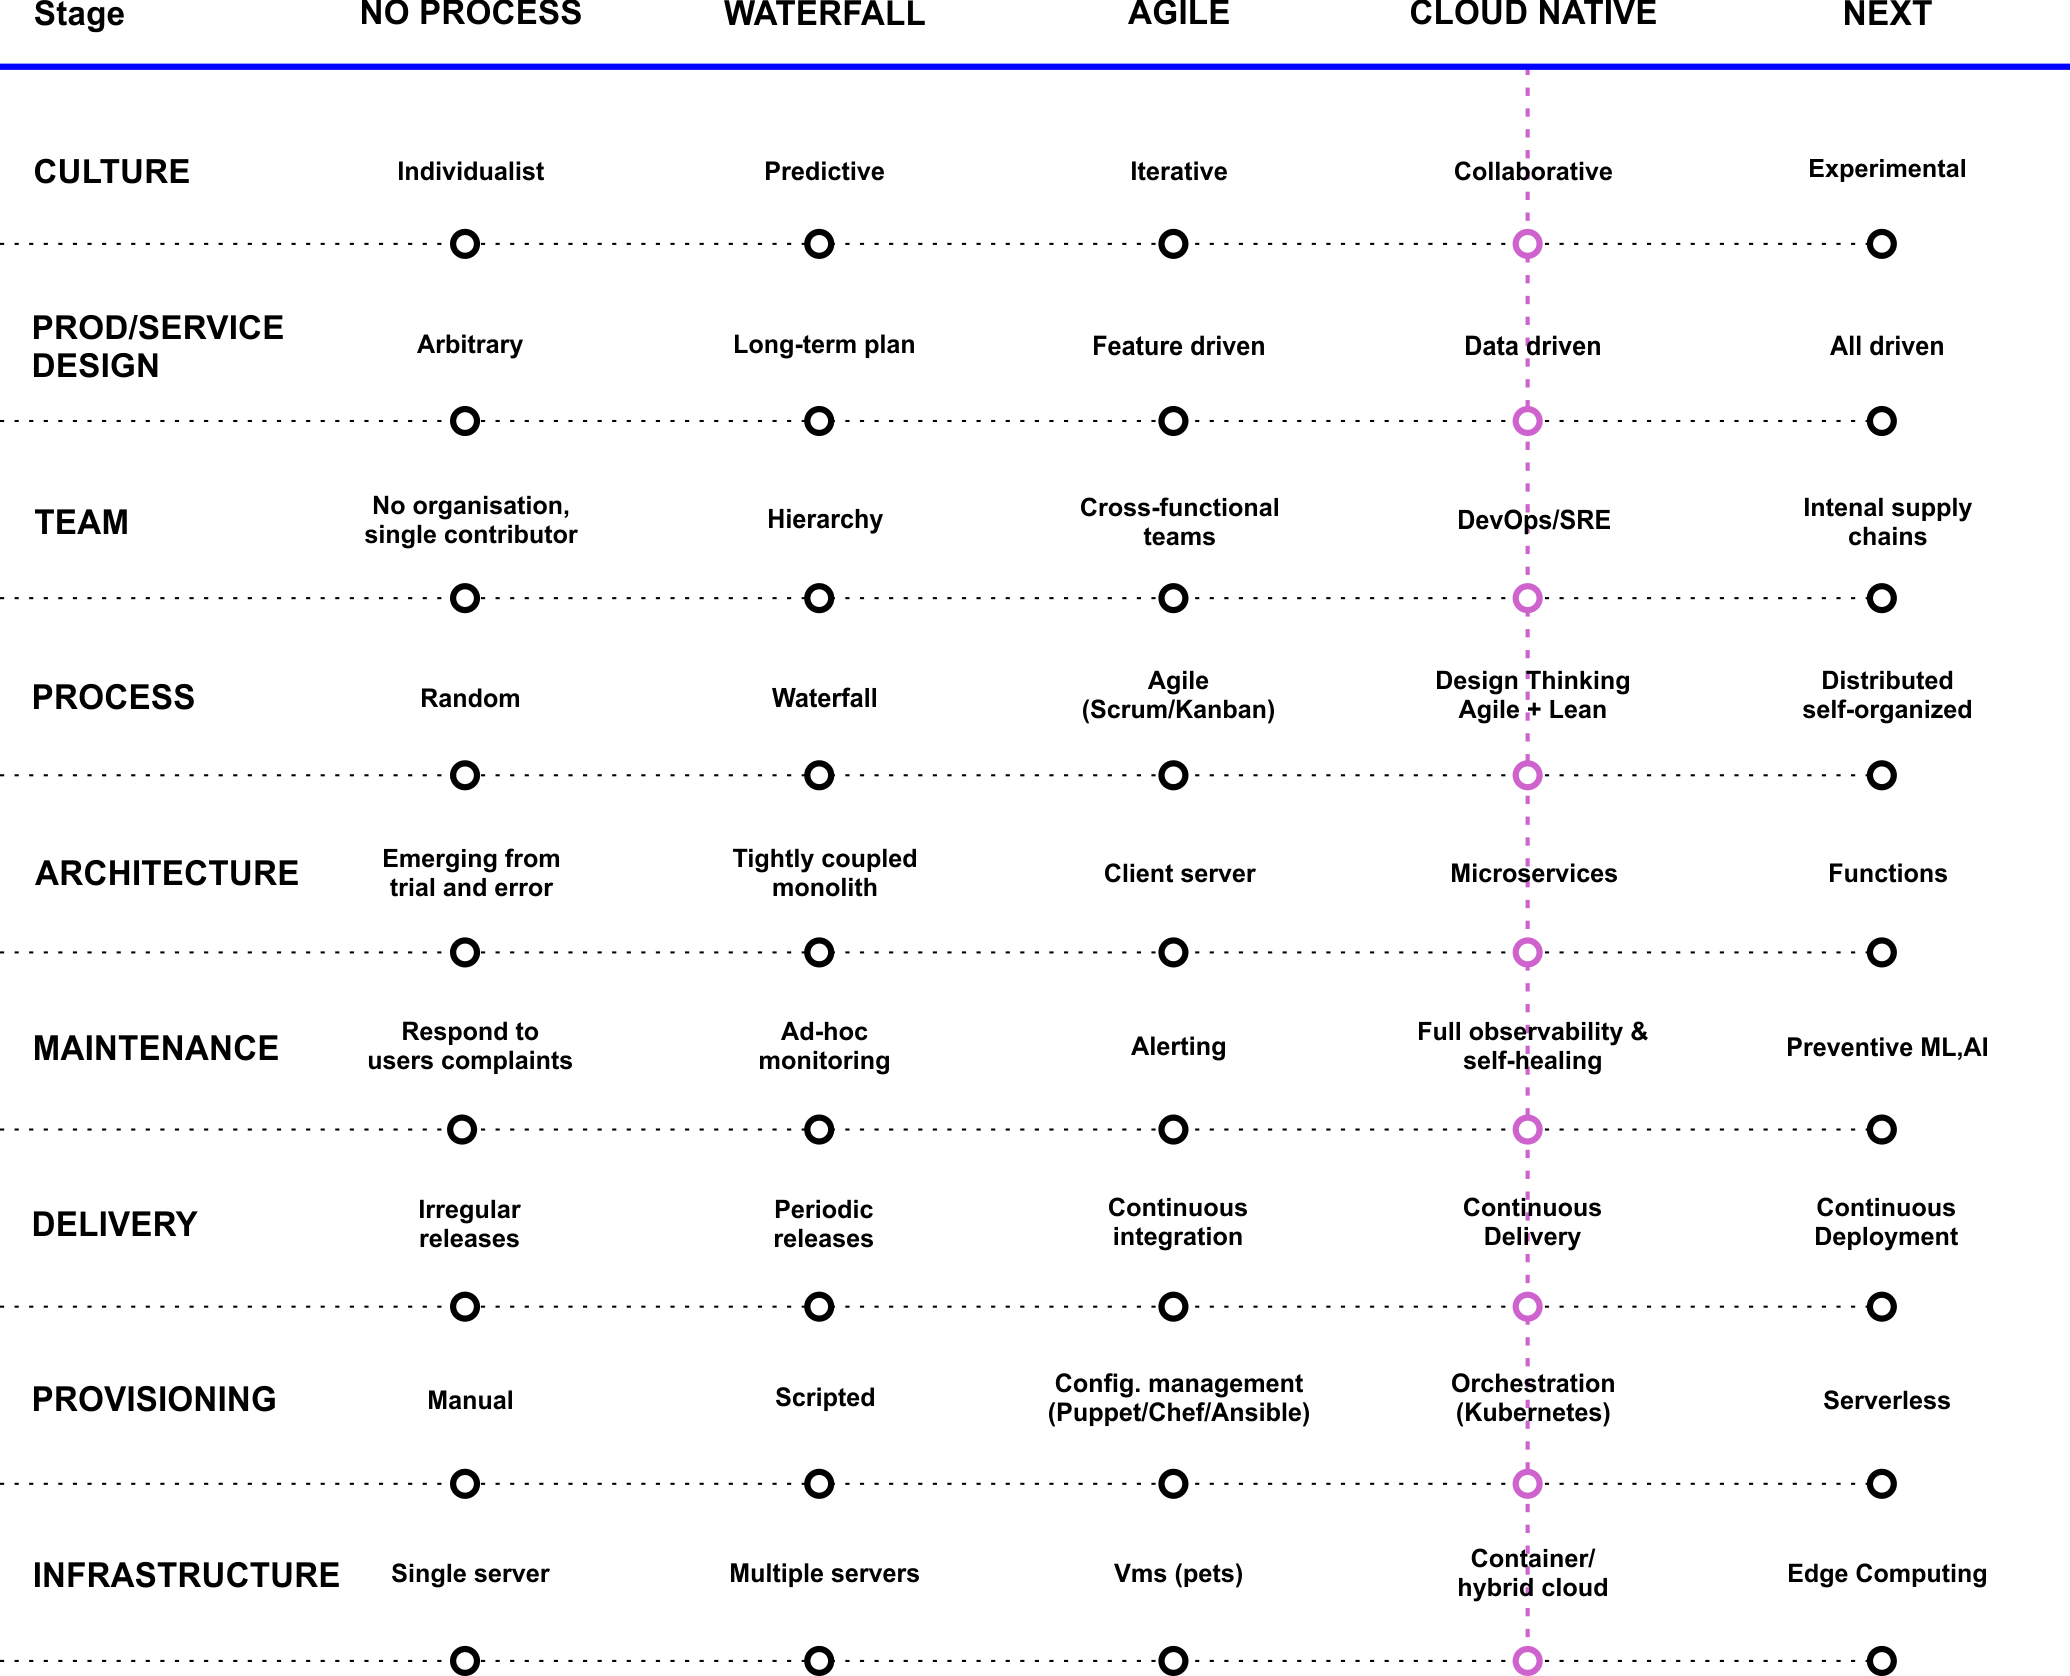 Stage NO PROCESS WATERFALL AGILE CLOUD NATIVE NEXT
CULTURE Individualist Predictive Iterative Collaborative Experimental
PROD/SERVICE
DESIGN
Arbitrary Long-term plan Feature driven Data driven All driven
TEAM
No organisation,
single contributor
Hierarchy
Cross-functional
teams
DevOps/SRE
Intenal supply
chains
PROCESS
Random
Waterfall
Agile
(Scrum/Kanban)
Design Thinking
Agile + Lean
Distributed
self-organized
ARCHITECTURE
Emerging from
trial and error
Tightly coupled
monolith
Client server
Microservices
Functions
MAINTENANCE
Respond to
users complaints
Ad-hoc
monitoring
Alerting
Full observability &
self-healing
Preventive ML,AI
DELIVERY
Irregular
releases
Periodic
releases
Continuous
integration
Continuous
Delivery
Continuous
Deployment
PROVISIONING
Manual
Scripted
Config. management
(Puppet/Chef/Ansible)
Orchestration
(Kubernetes)
Serverless
INFRASTRUCTURE
Single server
Multiple servers
Vms (pets)
Container/
hybrid cloud
Edge Computing